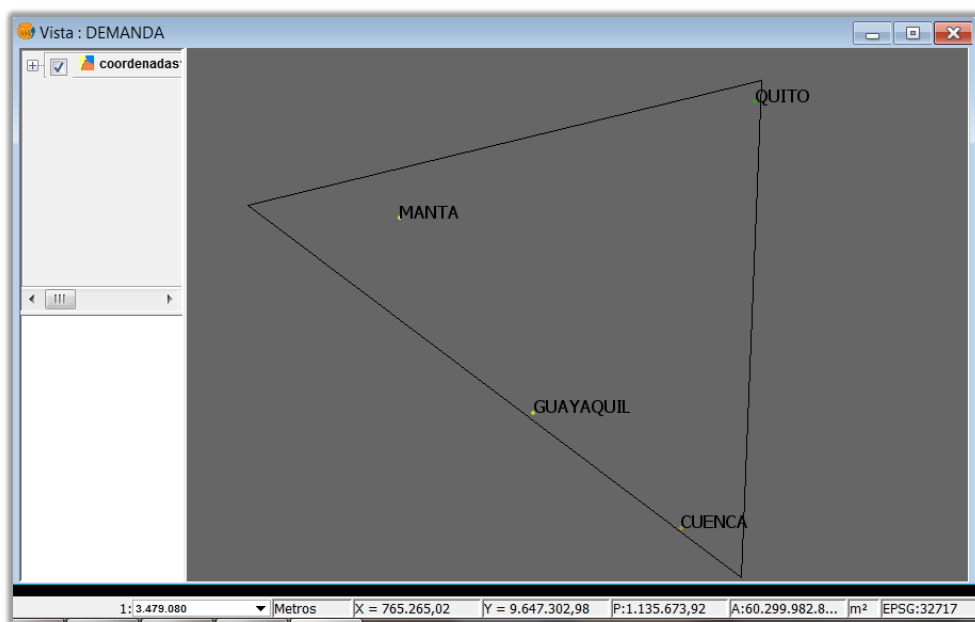 Vista : DEMANDA
coordenadas
QUITO
MANTA
GUAYAQUIL
CUENCA
1: 3.479.080 Metros X = 765.265,02 Y = 9.647.302,98 P:1.135.673,92 A:60.299.982.8... m² EPSG:32717